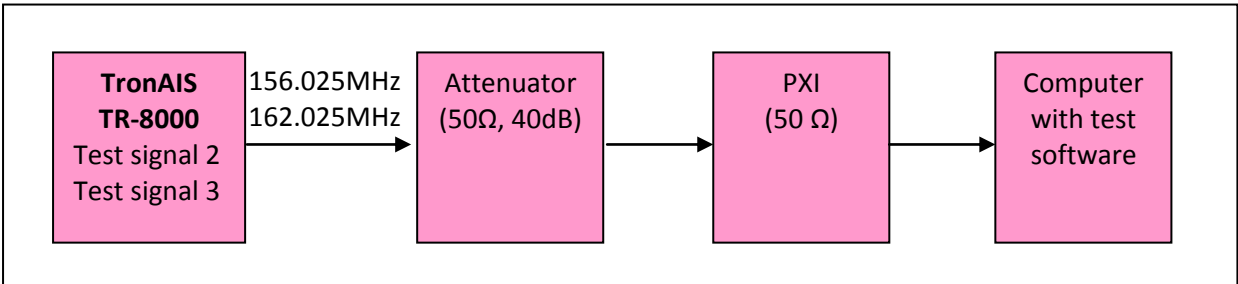 TronAIS
TR-8000
Test signal 2
Test signal 3
156.025MHz
162.025MHz
Attenuator
(50Ω, 40dB)
PXI
(50 Ω)
Computer
with test
software